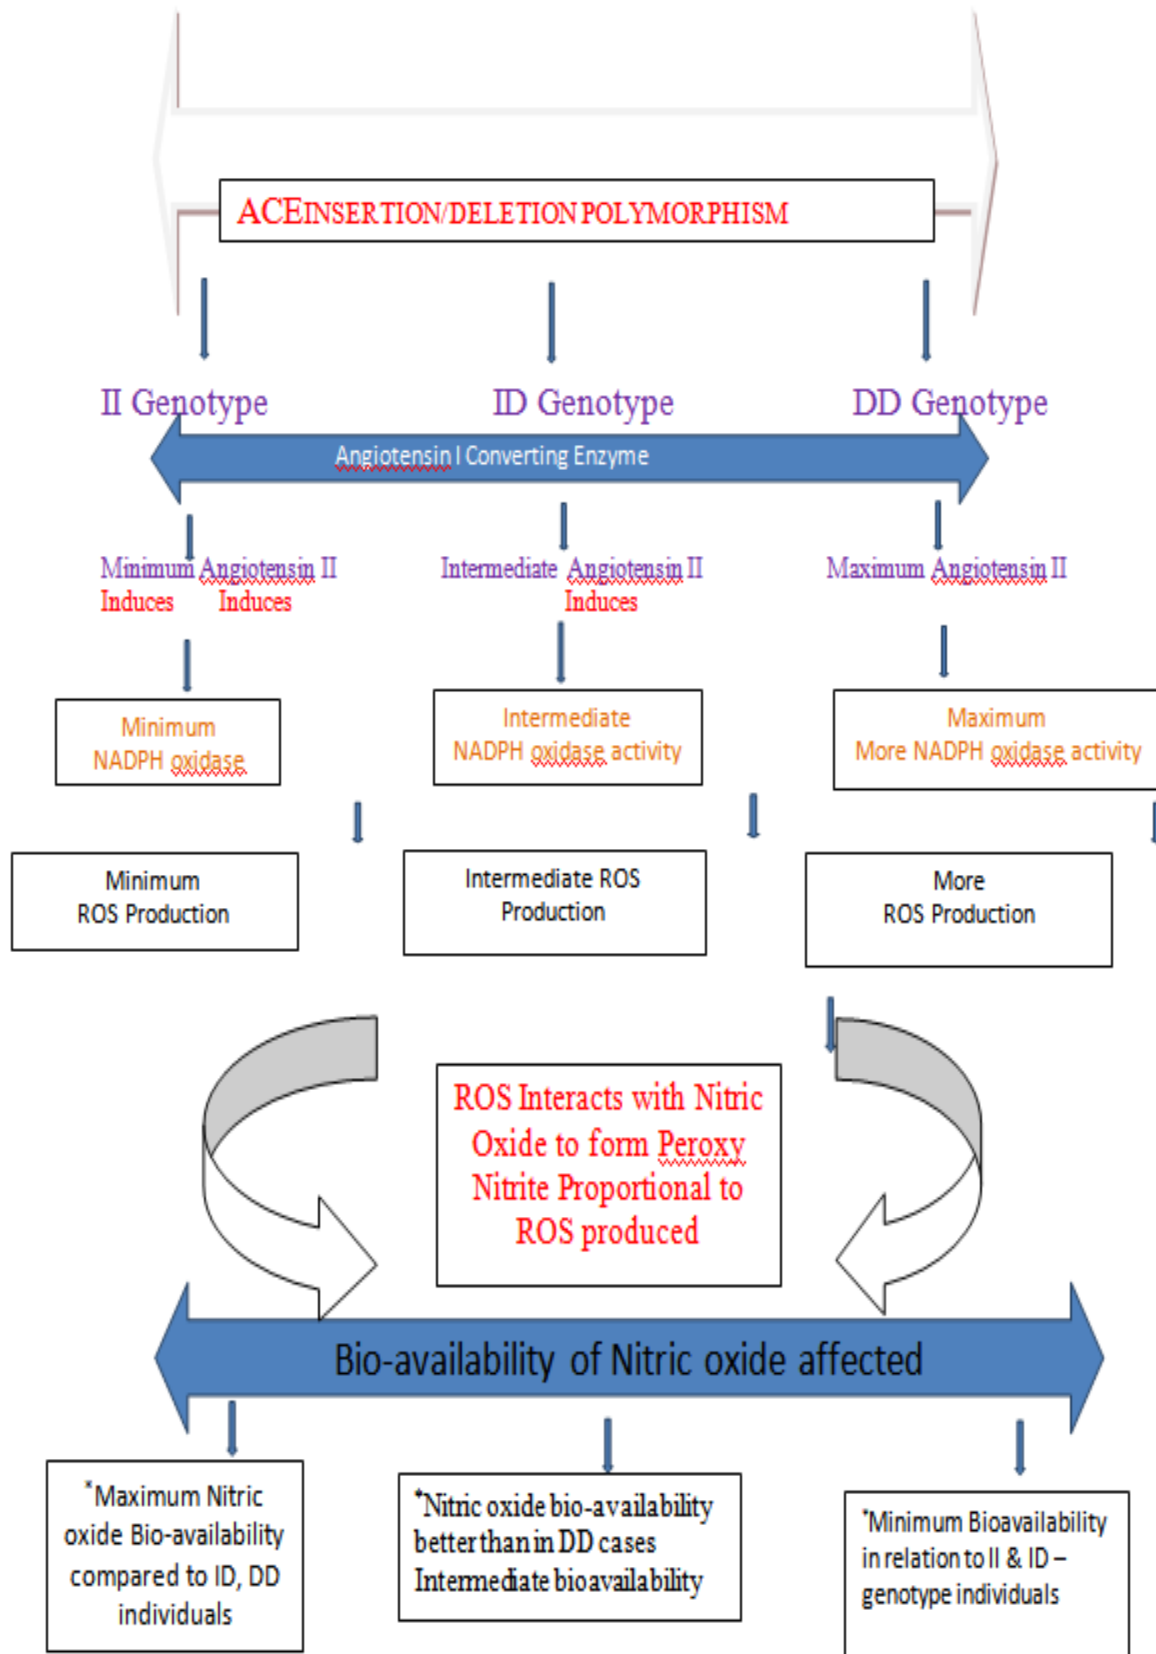 ACE INSERTION/DELETION POLYMORPHISM
II Genotype
ID Genotype
DD Genotype
Angiotensin I Converting Enzyme
Minimum Angiotensin II
Induces Induces
Intermediate Angiotensin II
Induces
Maximum Angiotensin II
Minimum
NADPH oxidase
Intermediate
NADPH oxidase activity
Maximum
More NADPH oxidase activity
Minimum
ROS Production
Intermediate ROS
Production
More
ROS Production
ROS Interacts with Nitric
Oxide to form Peroxy
Nitrite Proportional to
ROS produced
Bio-availability of Nitric oxide affected
*Maximum Nitric
oxide Bio-availability
compared to ID, DD
individuals
*Nitric oxide bio-availability
better than in DD cases
Intermediate bioavailability
*Minimum Bioavailability
in relation to II & ID –
genotype individuals